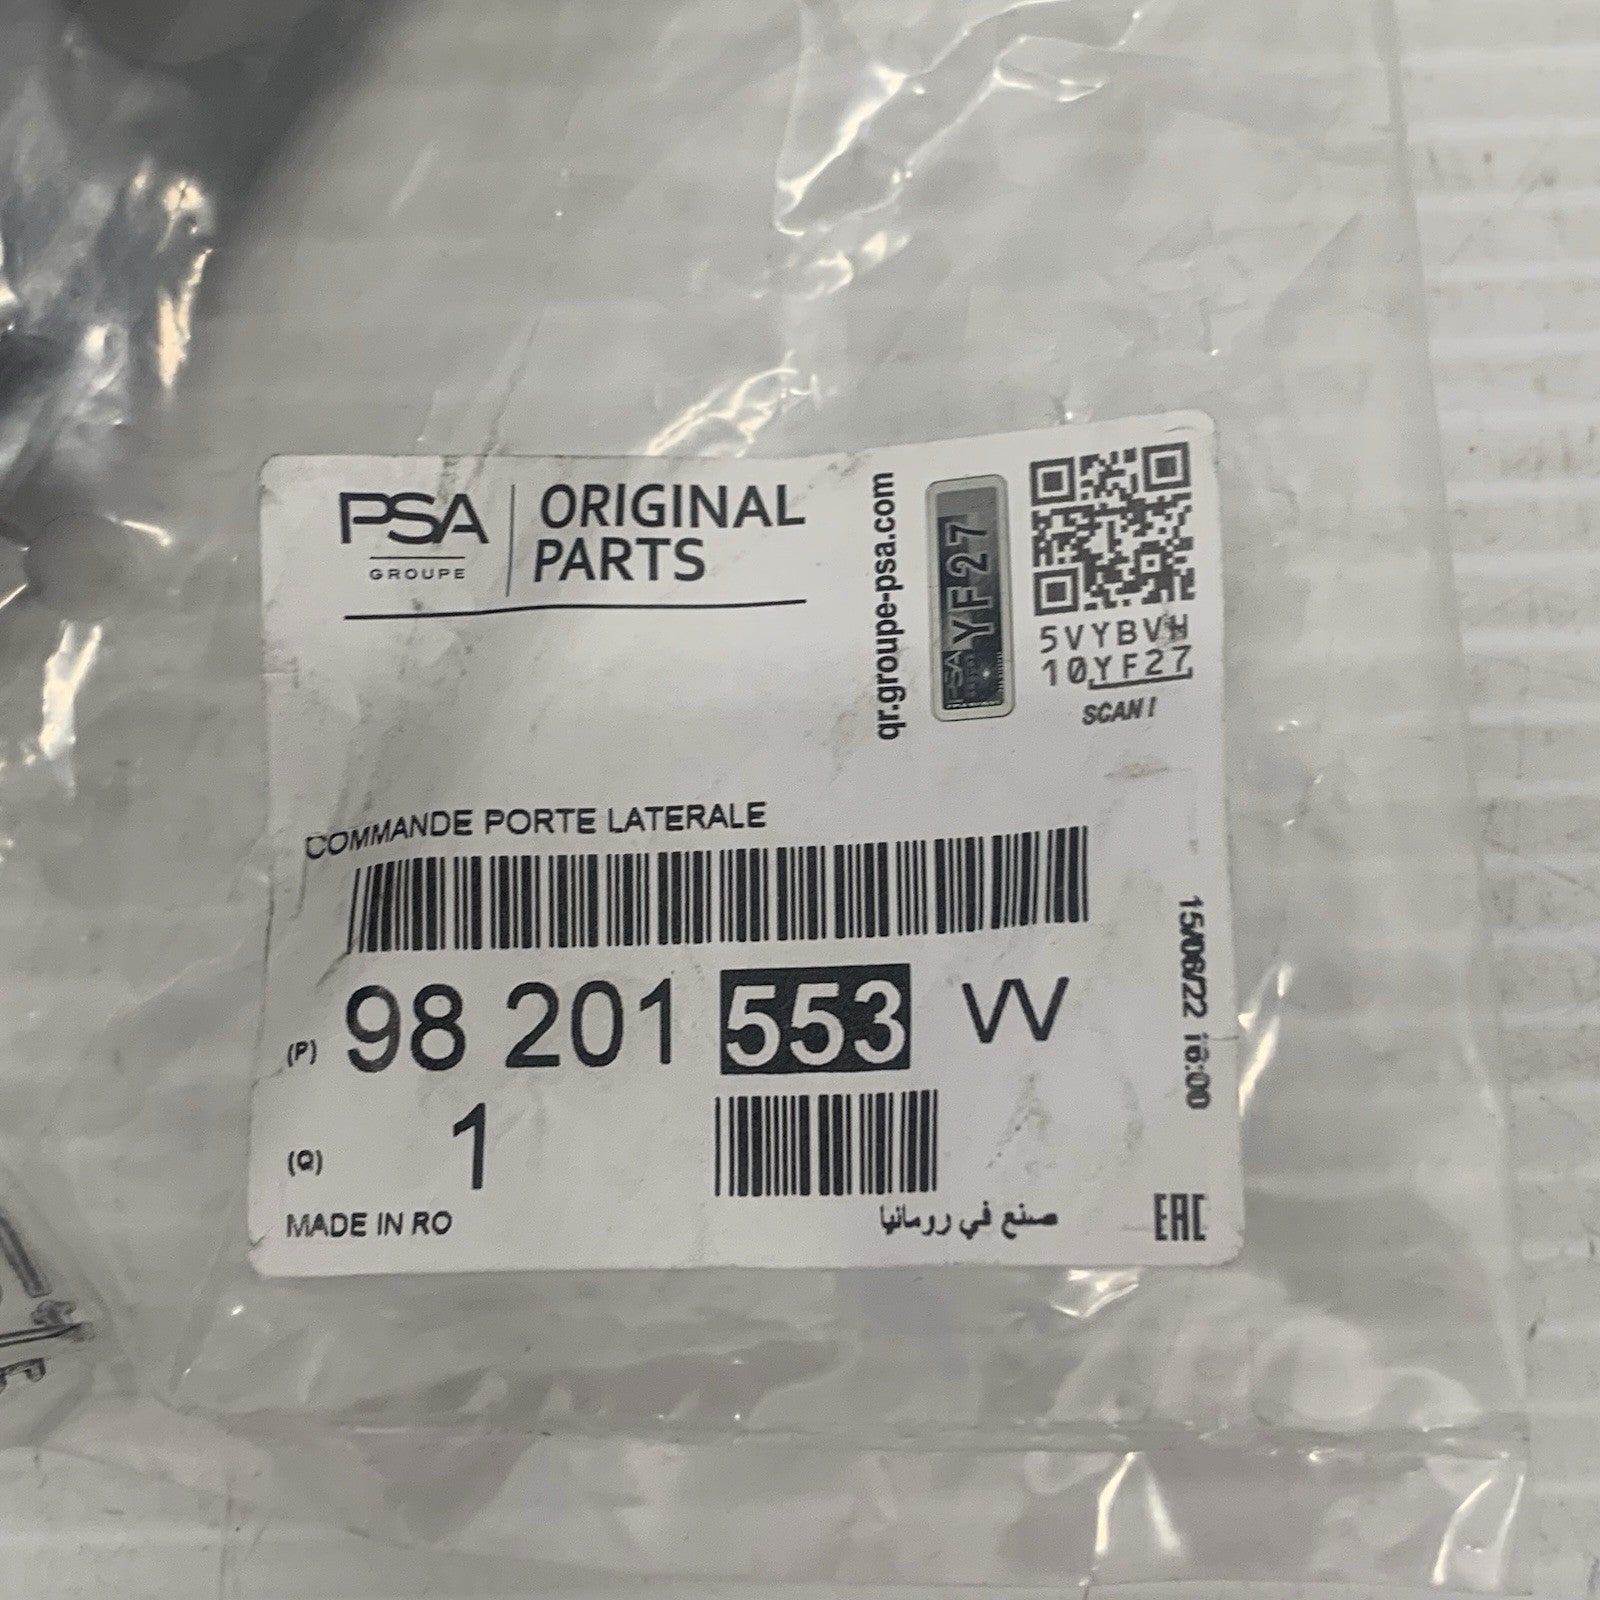 PSA
GROUPE
ORIGINAL
PARTS
qr.groupe-psa.com
PSA
YF27
5VYBVH
10YF27
SCAN!
COMMANDE PORTE LATERALE
(P) 98 201 553 VV
15/06/22 16:00
(Q) 1
MADE IN RO
صنع في رومانيا
EAC